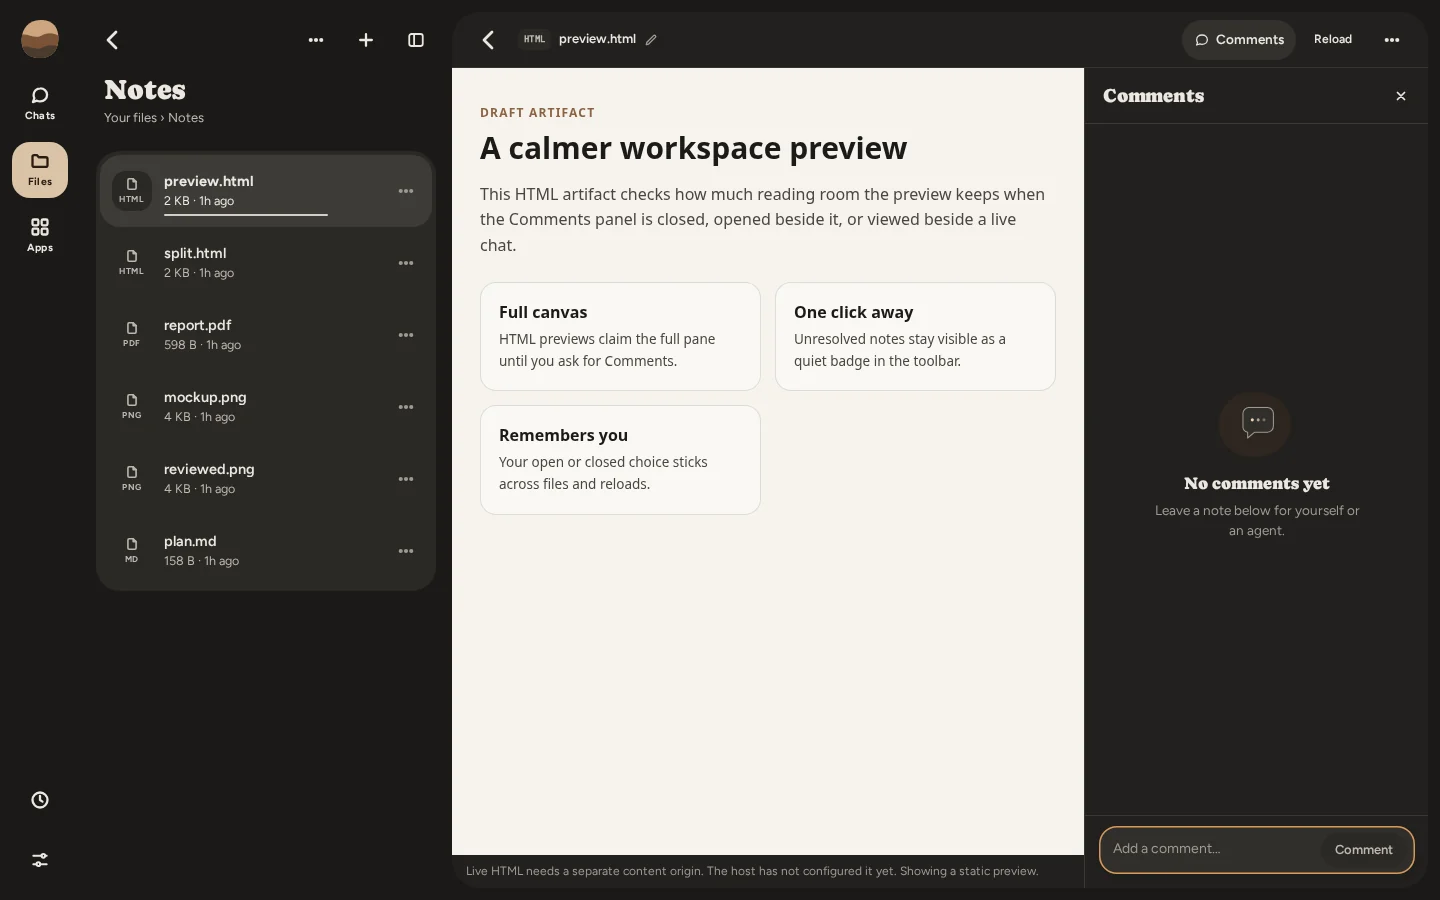 Chats
Files
Apps
Notes
Your files › Notes
HTML
preview.html
2 KB · 1h ago
HTML
split.html
2 KB · 1h ago
PDF
report.pdf
598 B · 1h ago
PNG
mockup.png
4 KB · 1h ago
PNG
reviewed.png
4 KB · 1h ago
MD
plan.md
158 B · 1h ago
HTML preview.html
Comments
Reload
DRAFT ARTIFACT
A calmer workspace preview
This HTML artifact checks how much reading room the preview keeps when
the Comments panel is closed, opened beside it, or viewed beside a live
chat.
Full canvas
HTML previews claim the full pane
until you ask for Comments.
One click away
Unresolved notes stay visible as a
quiet badge in the toolbar.
Remembers you
Your open or closed choice sticks
across files and reloads.
Live HTML needs a separate content origin. The host has not configured it yet. Showing a static preview.
Comments
No comments yet
Leave a note below for yourself or
an agent.
Add a comment...
Comment